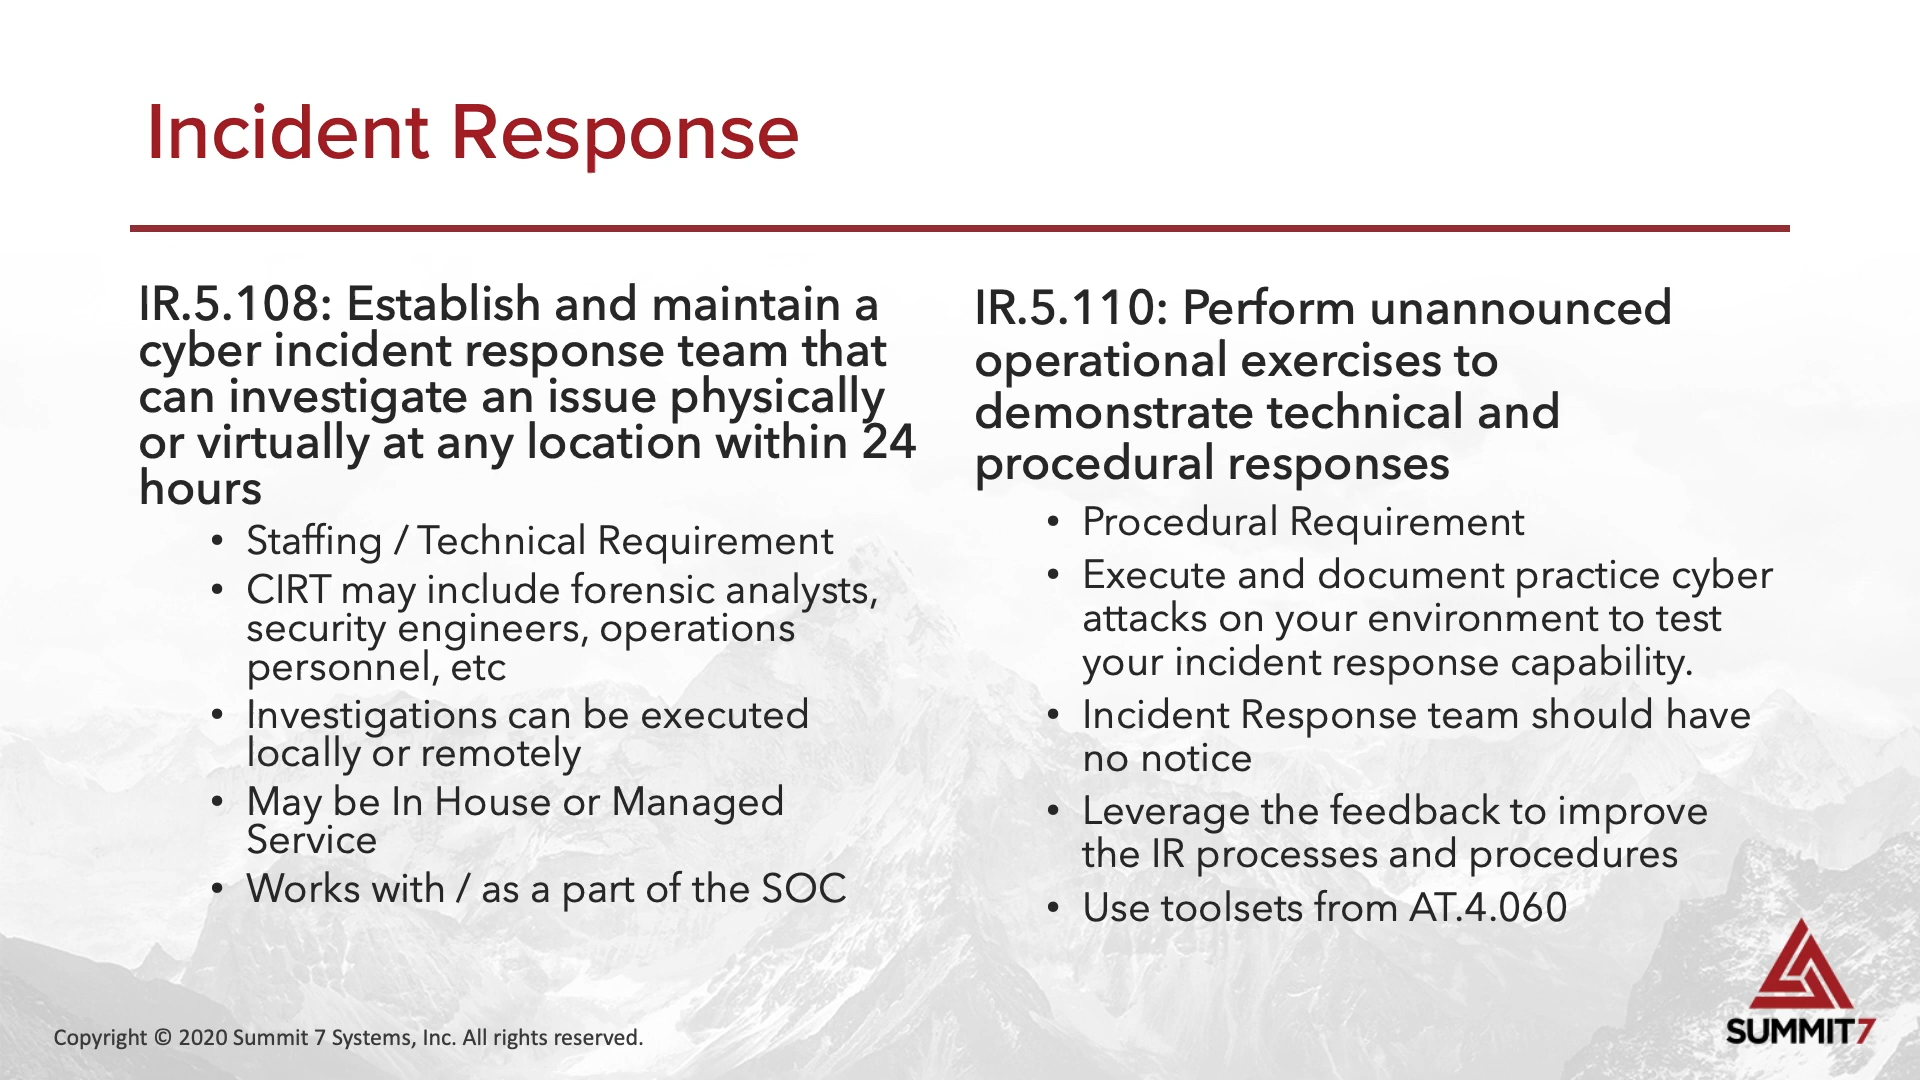 Incident Response
IR.5.108: Establish and maintain a
cyber incident response team that
can investigate an issue physically
or virtually at any location within 24
hours
• Staffing / Technical Requirement
• CIRT may include forensic analysts,
security engineers, operations
personnel, etc
• Investigations can be executed
locally or remotely
• May be In House or Managed
Service
• Works with / as a part of the SOC
IR.5.110: Perform unannounced
operational exercises to
demonstrate technical and
procedural responses
• Procedural Requirement
• Execute and document practice cyber
attacks on your environment to test
your incident response capability.
• Incident Response team should have
no notice
• Leverage the feedback to improve
the IR processes and procedures
• Use toolsets from AT.4.060
Copyright © 2020 Summit 7 Systems, Inc. All rights reserved.
SUMMIT7